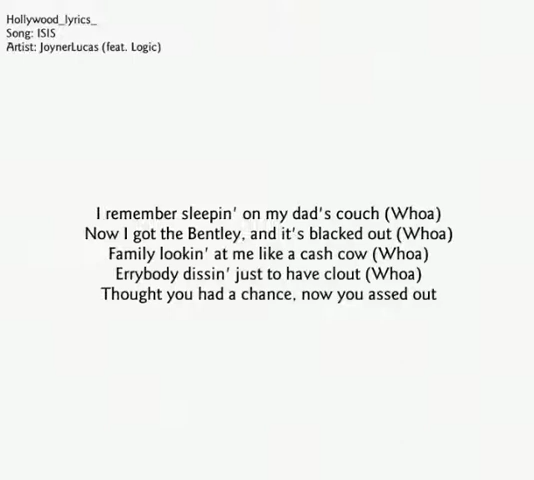 Hollywood_lyrics_
Song: ISIS
Artist: JoynerLucas (feat. Logic)
I remember sleepin' on my dad's couch (Whoa)
Now I got the Bentley, and it's blacked out (Whoa)
Family lookin' at me like a cash cow (Whoa)
Errybody dissin' just to have clout (Whoa)
Thought you had a chance, now you assed out